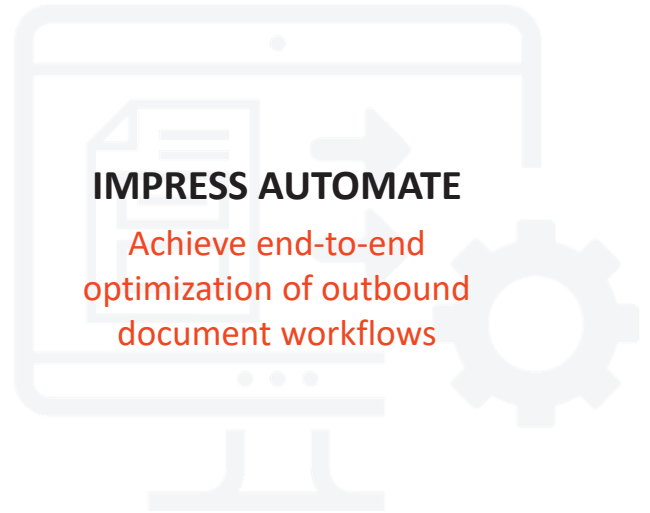 IMPRESS AUTOMATE
Achieve end-to-end
optimization of outbound
document workflows